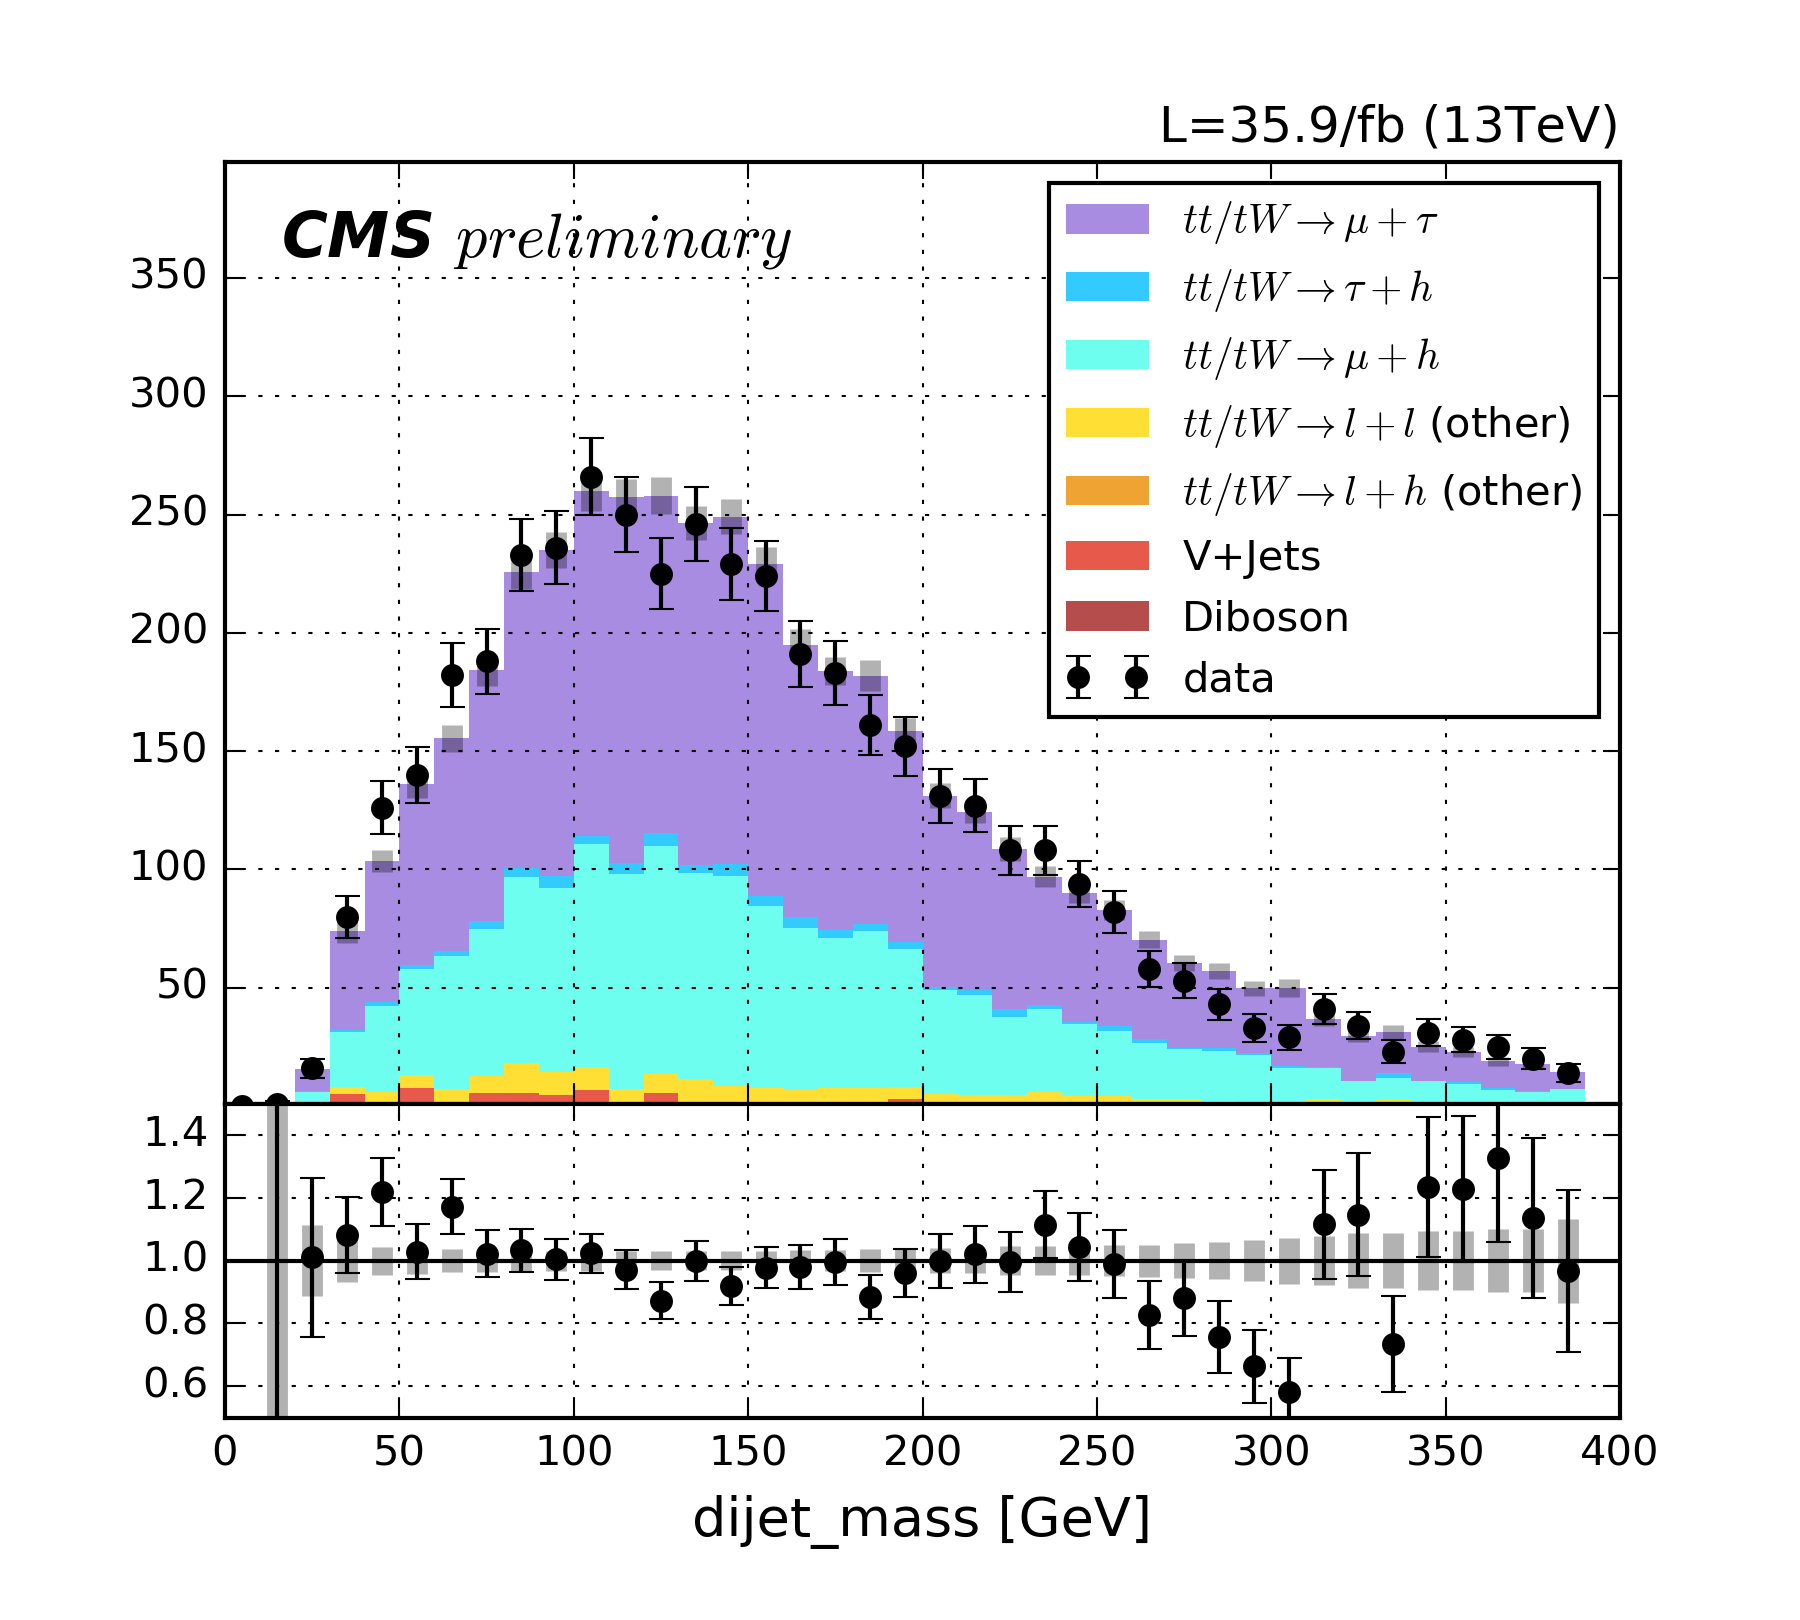 L=35.9/fb (13TeV)
CMS preliminary
tt/tW→μ+τ
tt/tW→τ+h
tt/tW→μ+h
tt/tW→l+l (other)
tt/tW→l+h (other)
V+Jets
Diboson
data
350
300
250
200
150
100
50
1.4
1.2
1.0
0.8
0.6
0 50 100 150 200 250 300 350 400
dijet_mass [GeV]